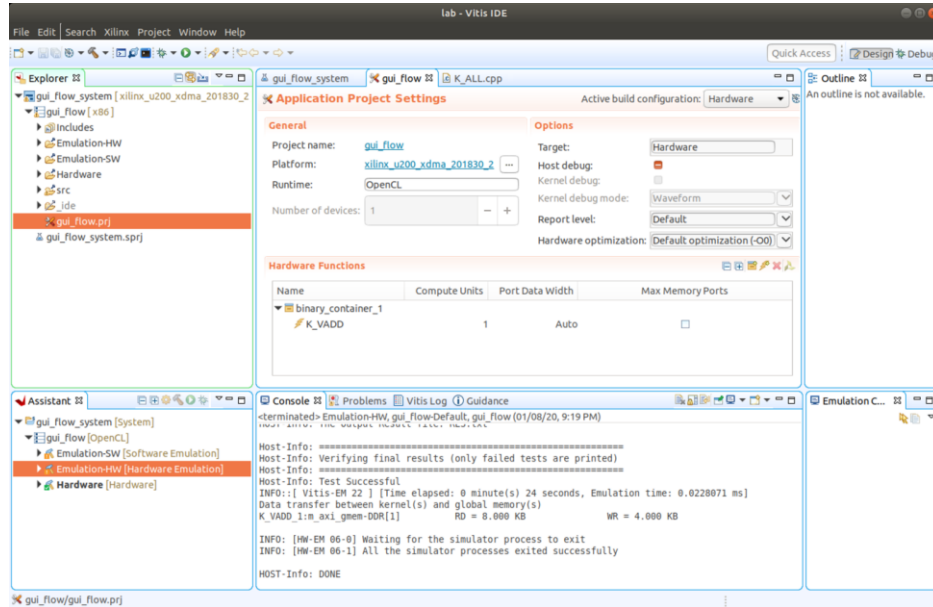 lab - Vitis IDE
File Edit Search Xilinx Project Window Help
Quick Access
Design
Debu
Explorer
gui_flow_system [ xilinx_u200_xdma_201830_2
gui_flow [ x86 ]
Includes
Emulation-HW
Emulation-SW
Hardware
src
_ide
gui_flow.prj
gui_flow_system.sprj
gui_flow_system
gui_flow
K_ALL.cpp
Application Project Settings
Active build configuration: Hardware
General
Project name: gui_flow
Platform: xilinx_u200_xdma_201830_2 ...
Runtime: OpenCL
Number of devices: 1
Options
Target: Hardware
Host debug:
Kernel debug:
Kernel debug mode: Waveform
Report level: Default
Hardware optimization: Default optimization (-O0)
Hardware Functions
Name Compute Units Port Data Width Max Memory Ports
binary_container_1
K_VADD 1 Auto
Outline
An outline is not available.
Assistant
gui_flow_system [System]
gui_flow [OpenCL]
Emulation-SW [Software Emulation]
Emulation-HW [Hardware Emulation]
Hardware [Hardware]
Console Problems Vitis Log Guidance
<terminated> Emulation-HW, gui_flow-Default, gui_flow (01/08/20, 9:19 PM)
HOST-Info: The Output Result file: RES.txt
Host-Info: ============================================================
Host-Info: Verifying final results (only failed tests are printed)
Host-Info: ============================================================
Host-Info: Test Successful
INFO::[ Vitis-EM 22 ] [Time elapsed: 0 minute(s) 24 seconds, Emulation time: 0.0228071 ms]
Data transfer between kernel(s) and global memory(s)
K_VADD_1:m_axi_gmem-DDR[1] RD = 8.000 KB WR = 4.000 KB
INFO: [HW-EM 06-0] Waiting for the simulator process to exit
INFO: [HW-EM 06-1] All the simulator processes exited successfully
HOST-Info: DONE
Emulation C...
gui_flow/gui_flow.prj